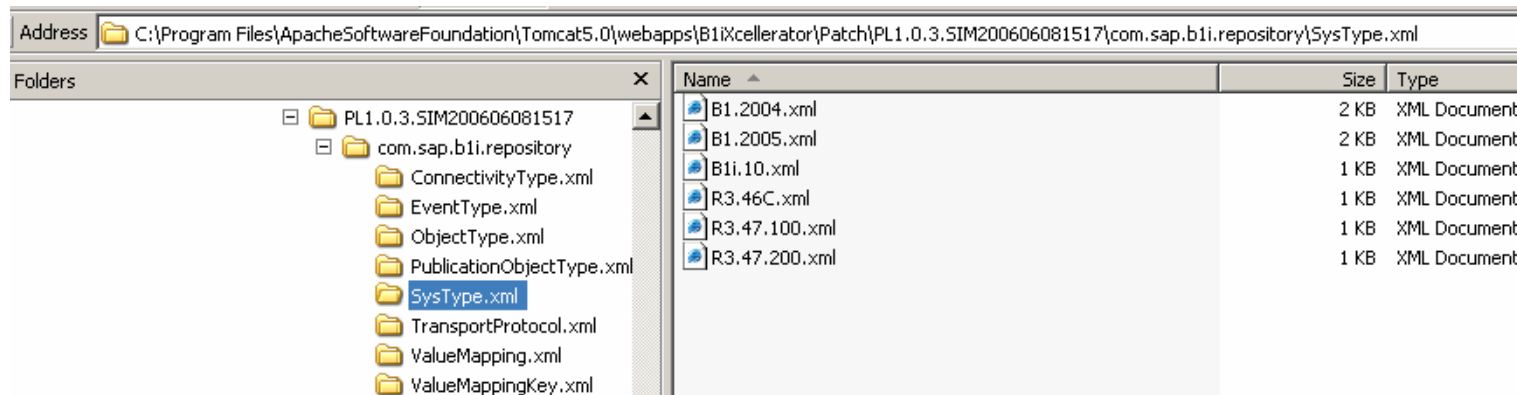 Address C:\Program Files\ApacheSoftwareFoundation\Tomcat5.0\webapps\B1iXcellerator\Patch\PL1.0.3.SIM200606081517\com.sap.b1i.repository\SysType.xml
Folders
PL1.0.3.SIM200606081517
com.sap.b1i.repository
ConnectivityType.xml
EventType.xml
ObjectType.xml
PublicationObjectType.xml
SysType.xml
TransportProtocol.xml
ValueMapping.xml
ValueMappingKey.xml
Name Size Type
B1.2004.xml 2 KB XML Document
B1.2005.xml 2 KB XML Document
B1i.10.xml 1 KB XML Document
R3.46C.xml 1 KB XML Document
R3.47.100.xml 1 KB XML Document
R3.47.200.xml 1 KB XML Document